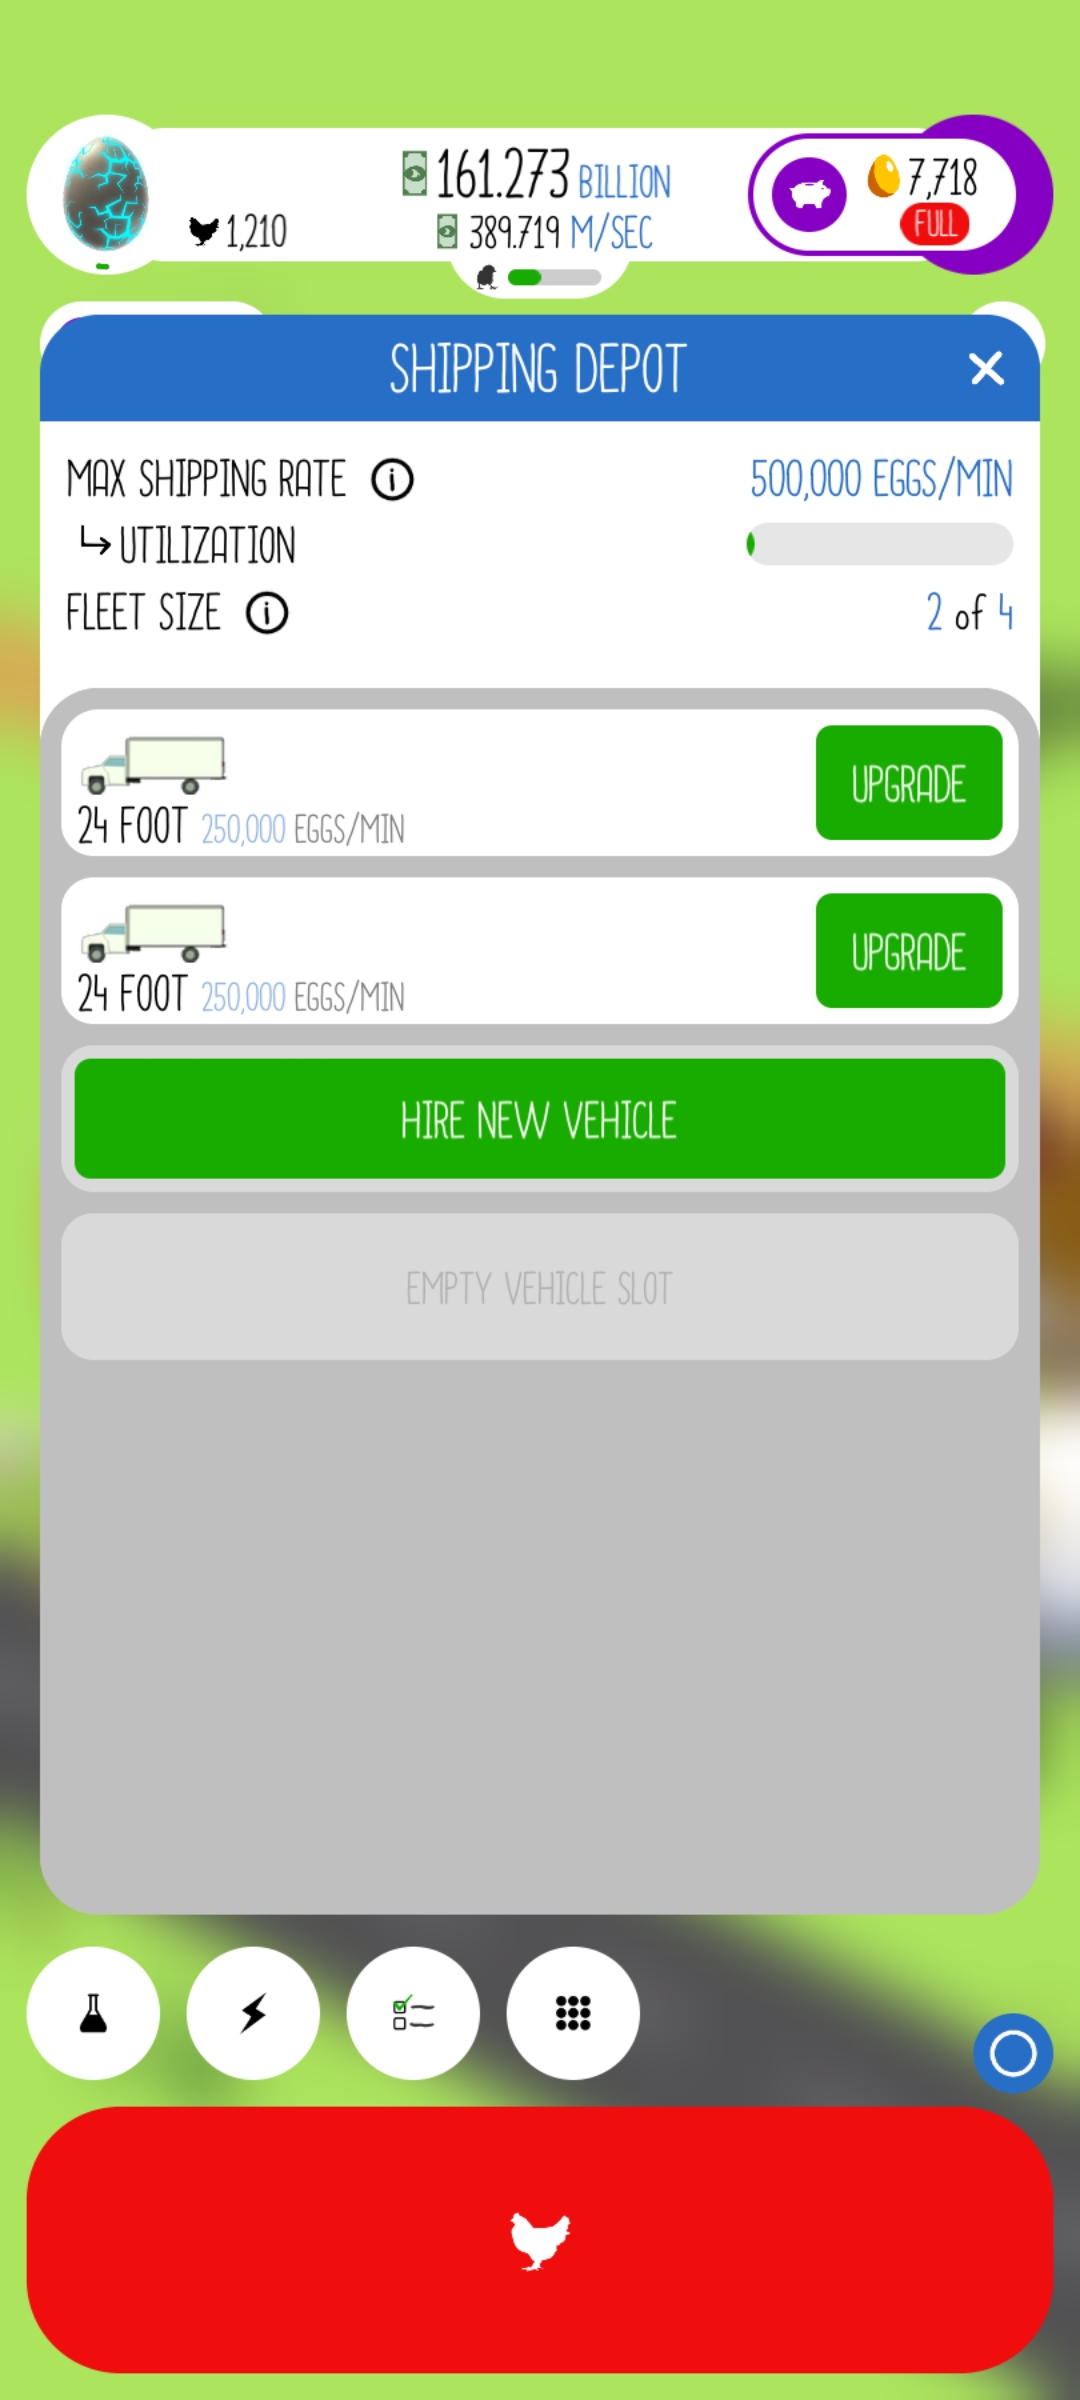 161.273 BILLION
7,718
1,210
389.719 M/SEC
FULL
SHIPPING DEPOT
MAX SHIPPING RATE
500,000 EGGS/MIN
UTILIZATION
FLEET SIZE
2 of 4
UPGRADE
24 FOOT 250,000 EGGS/MIN
UPGRADE
24 FOOT 250,000 EGGS/MIN
HIRE NEW VEHICLE
EMPTY VEHICLE SLOT